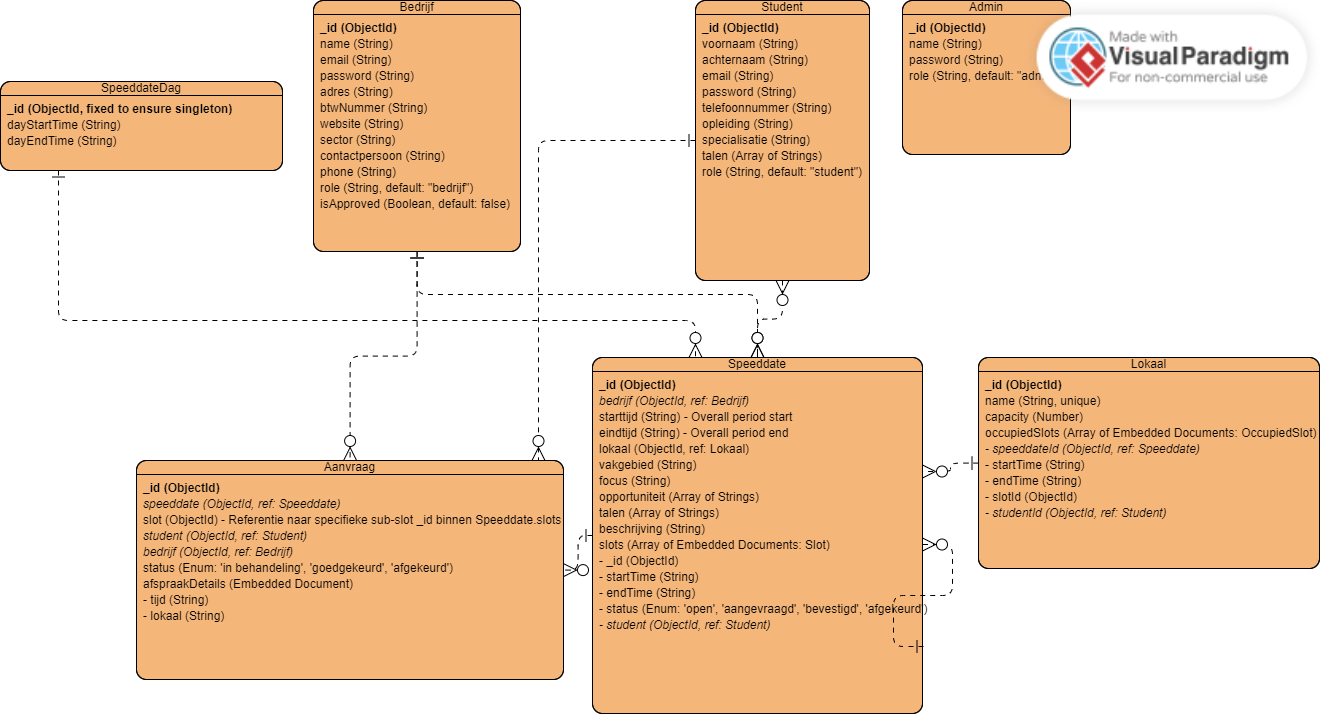 Bedrijf
_id (ObjectId)
name (String)
email (String)
password (String)
adres (String)
btwNummer (String)
website (String)
sector (String)
contactpersoon (String)
phone (String)
role (String, default: "bedrijf")
isApproved (Boolean, default: false)
Student
_id (ObjectId)
voornaam (String)
achternaam (String)
email (String)
password (String)
telefoonnummer (String)
opleiding (String)
specialisatie (String)
talen (Array of Strings)
role (String, default: "student")
Admin
_id (ObjectId)
name (String)
password (String)
role (String, default: "adm
Made with
Visual Paradigm
For non-commercial use
SpeeddateDag
_id (ObjectId, fixed to ensure singleton)
dayStartTime (String)
dayEndTime (String)
Aanvraag
_id (ObjectId)
speeddate (ObjectId, ref: Speeddate)
slot (ObjectId) - Referentie naar specifieke sub-slot _id binnen Speeddate.slots
student (ObjectId, ref: Student)
bedrijf (ObjectId, ref: Bedrijf)
status (Enum: 'in behandeling', 'goedgekeurd', 'afgekeurd')
afspraakDetails (Embedded Document)
- tijd (String)
- lokaal (String)
Speeddate
_id (ObjectId)
bedrijf (ObjectId, ref: Bedrijf)
starttijd (String) - Overall period start
eindtijd (String) - Overall period end
lokaal (ObjectId, ref: Lokaal)
vakgebied (String)
focus (String)
opportuniteit (Array of Strings)
talen (Array of Strings)
beschrijving (String)
slots (Array of Embedded Documents: Slot)
- _id (ObjectId)
- startTime (String)
- endTime (String)
- status (Enum: 'open', 'aangevraagd', 'bevestigd', 'afgekeurd')
- student (ObjectId, ref: Student)
Lokaal
_id (ObjectId)
name (String, unique)
capacity (Number)
occupiedSlots (Array of Embedded Documents: OccupiedSlot)
- speeddateId (ObjectId, ref: Speeddate)
- startTime (String)
- endTime (String)
- slotId (ObjectId)
- studentId (ObjectId, ref: Student)